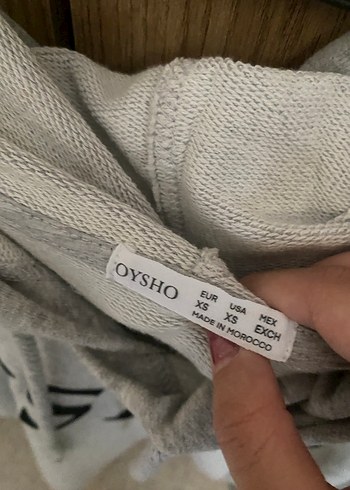 OYSHO
EUR USA MEX
XS XS EXCH
MADE IN MOROCCO